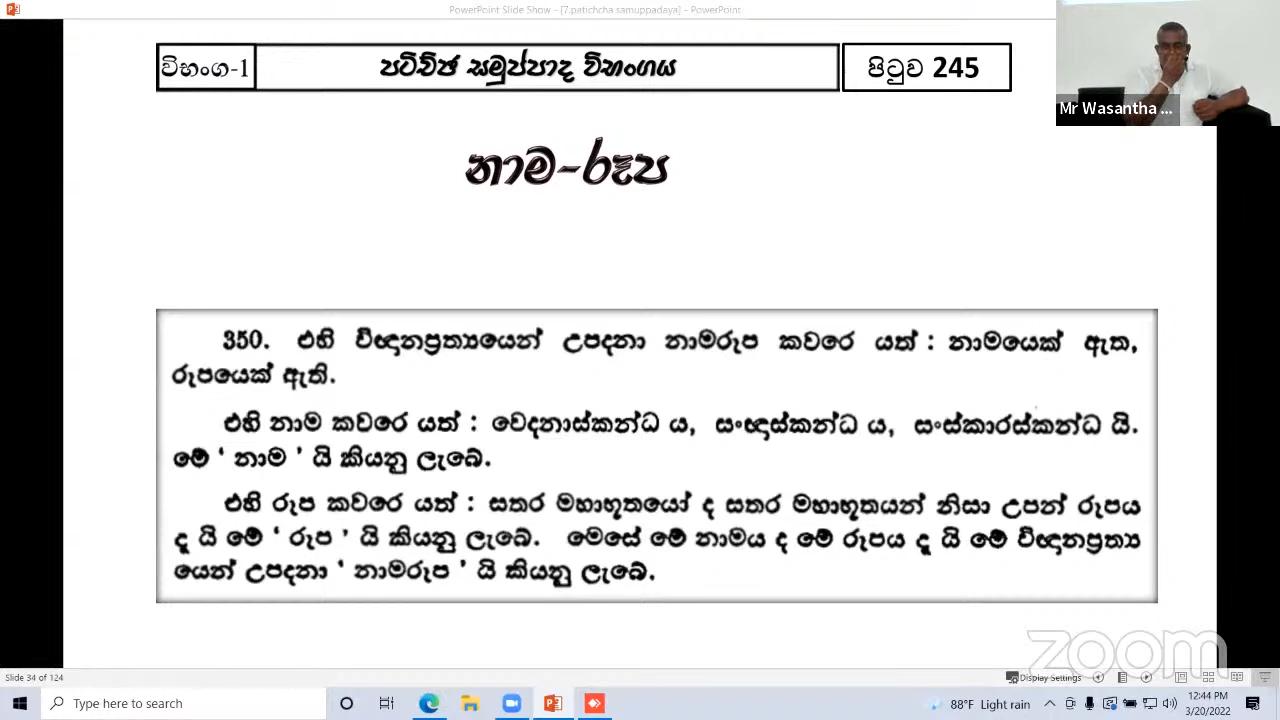 PowerPoint Slide Show - [7.patichcha samuppadaya] - PowerPoint
විභංග-1 පටිච්ඡ සමුප්පාද විභංගය පිටුව 245
Mr Wasantha ...
නාම-රූප
350. එහි විඥානප්‍රත්‍යයෙන් උපදනා නාමරූප කවරෙ යත් : නාමයෙක් ඇත,
රූපයෙක් ඇති.
එහි නාම කවරෙ යත් : වෙදනාස්කන්ධ ය, සංඥාස්කන්ධ ය, සංස්කාරස්කන්ධ යි.
මේ ‘ නාම ’ යි කියනු ලැබේ.
එහි රූප කවරෙ යත් : සතර මහාභූතයෝ ද සතර මහාභූතයන් නිසා උපන් රූපය
ද යි මේ ‘ රූප ’ යි කියනු ලැබේ. මෙසේ මේ නාමය ද මේ රූපය ද යි මේ විඥානප්‍රත්‍ය
යෙන් උපදනා ‘ නාමරූප ’ යි කියනු ලැබේ.
zoom
Slide 34 of 124
Display Settings
Type here to search
88°F Light rain
12:44 PM
3/20/2022